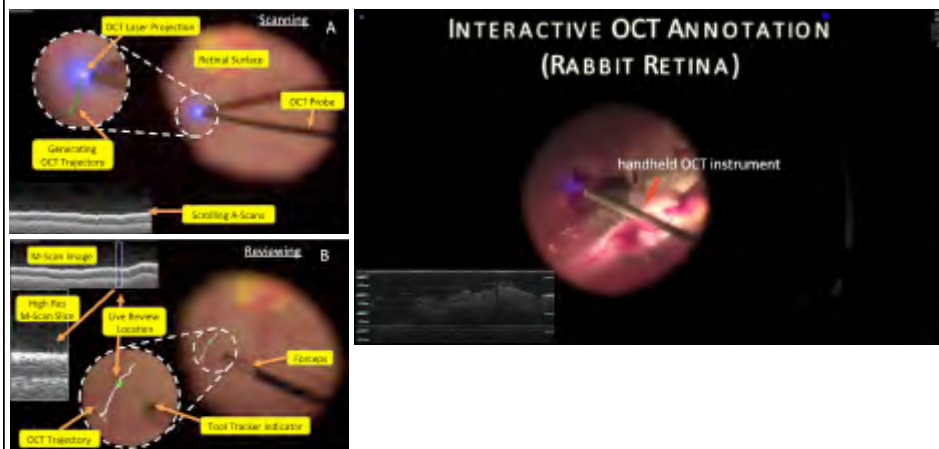 Scanning
A
OCT Laser Projection
Retinal Surface
OCT Probe
Generating
OCT Trajectory
Scrolling A-Scans
Reviewing
B
M-Scan Image
High Res
M-Scan Slice
Live Review
Location
Forceps
Tool Tracker Indicator
OCT Trajectory
INTERACTIVE OCT ANNOTATION
(RABBIT RETINA)
handheld OCT instrument